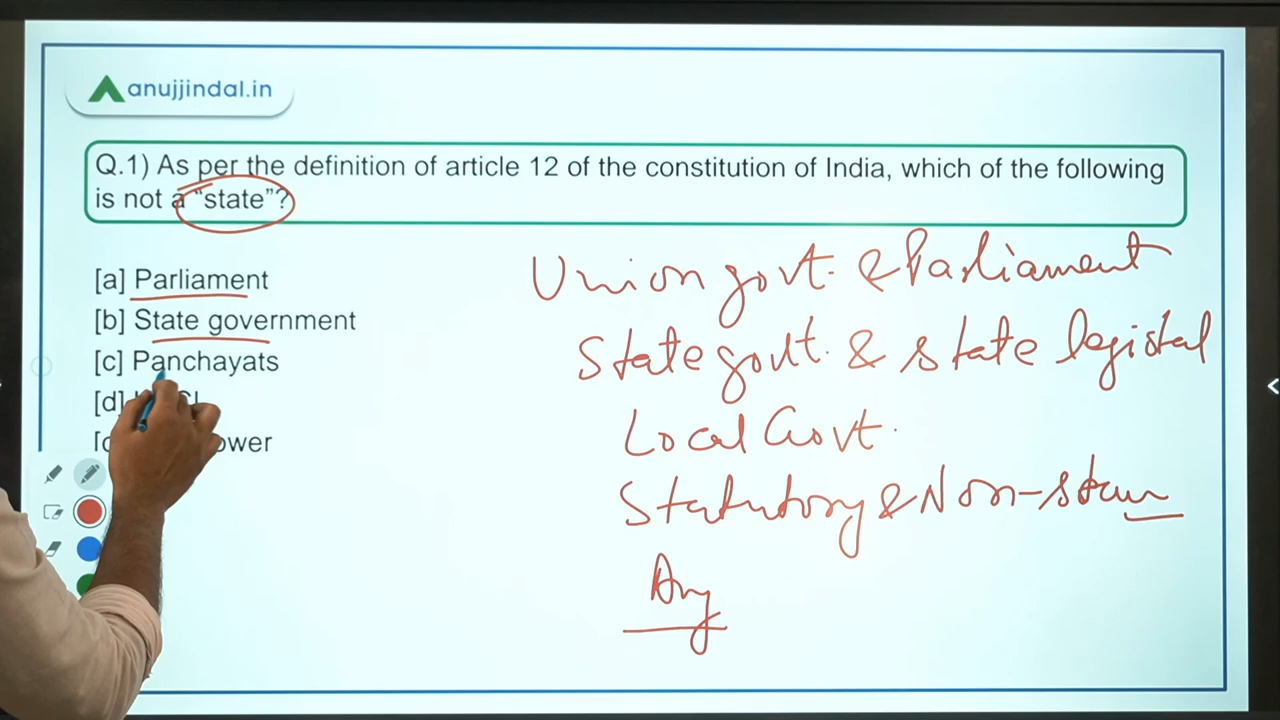 anujjindal.in
Q.1) As per the definition of article 12 of the constitution of India, which of the following
is not a "state"?
[a] Parliament
[b] State government
[c] Panchayats
[d]
Union govt. & Parliament
State govt. & state legistal
Local Govt.
Statutory & Non-statu
Any